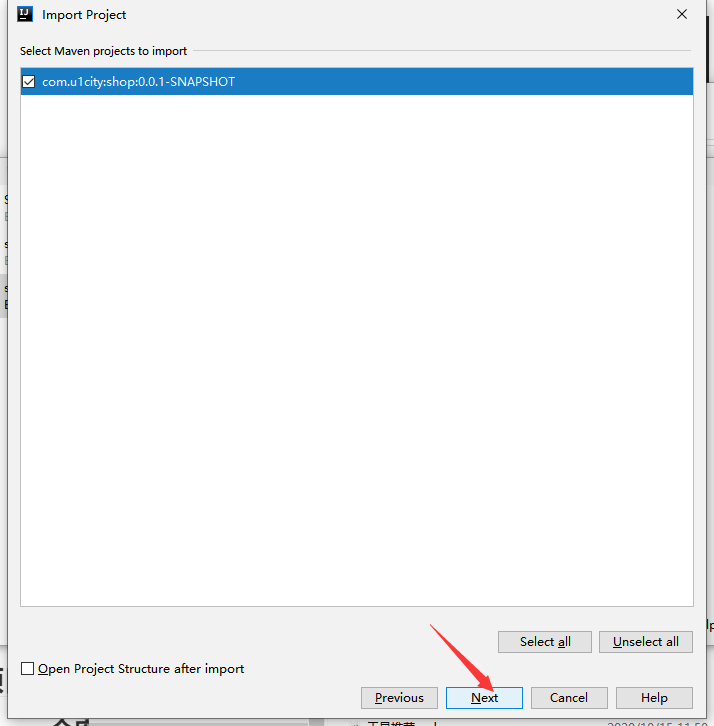 IJ Import Project
Select Maven projects to import
com.u1city:shop:0.0.1-SNAPSHOT
Select all Unselect all
Open Project Structure after import
Previous Next Cancel Help